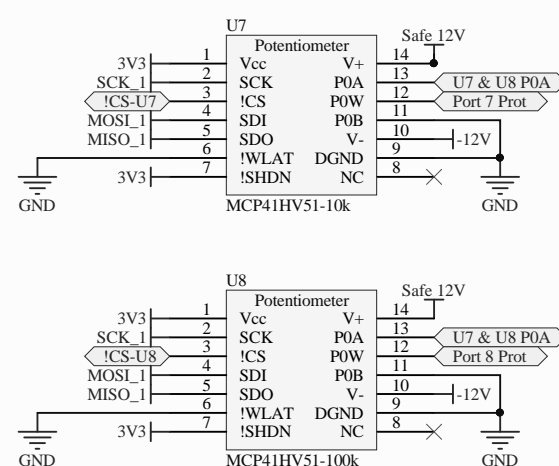 U7
Safe 12V
Potentiometer
3V3 1 Vcc V+ 14
SCK_1 2 SCK P0A 13 U7 & U8 P0A
!CS-U7 3 !CS P0W 12 Port 7 Prot
MOSI_1 4 SDI P0B 11
MISO_1 5 SDO V- 10 -12V
6 !WLAT DGND 9
3V3 7 !SHDN NC 8
GND MCP41HV51-10k GND
U8
Safe 12V
Potentiometer
3V3 1 Vcc V+ 14
SCK_1 2 SCK P0A 13 U7 & U8 P0A
!CS-U8 3 !CS P0W 12 Port 8 Prot
MOSI_1 4 SDI P0B 11
MISO_1 5 SDO V- 10 -12V
6 !WLAT DGND 9
3V3 7 !SHDN NC 8
GND MCP41HV51-100k GND